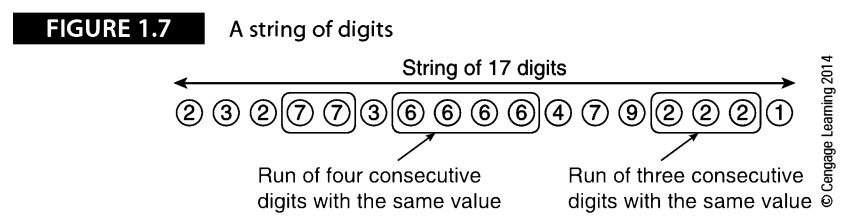 FIGURE 1.7 A string of digits
String of 17 digits
2 3 2 7 7 3 6 6 6 6 4 7 9 2 2 2 1
Run of four consecutive
digits with the same value
Run of three consecutive
digits with the same value
© Cengage Learning 2014